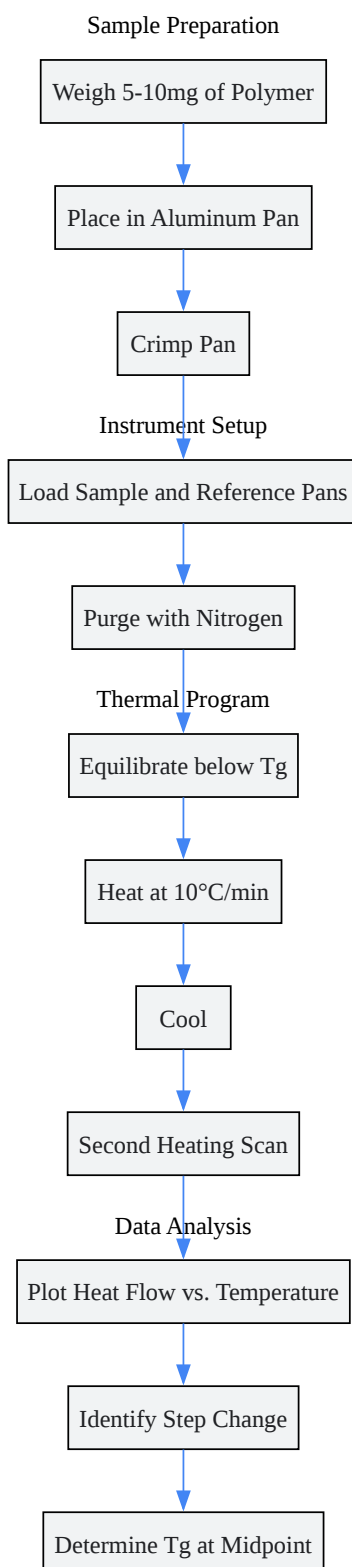 Sample Preparation
Weigh 5-10mg of Polymer
Place in Aluminum Pan
Crimp Pan
Instrument Setup
Load Sample and Reference Pans
Purge with Nitrogen
Thermal Program
Equilibrate below Tg
Heat at 10°C/min
Cool
Second Heating Scan
Data Analysis
Plot Heat Flow vs. Temperature
Identify Step Change
Determine Tg at Midpoint